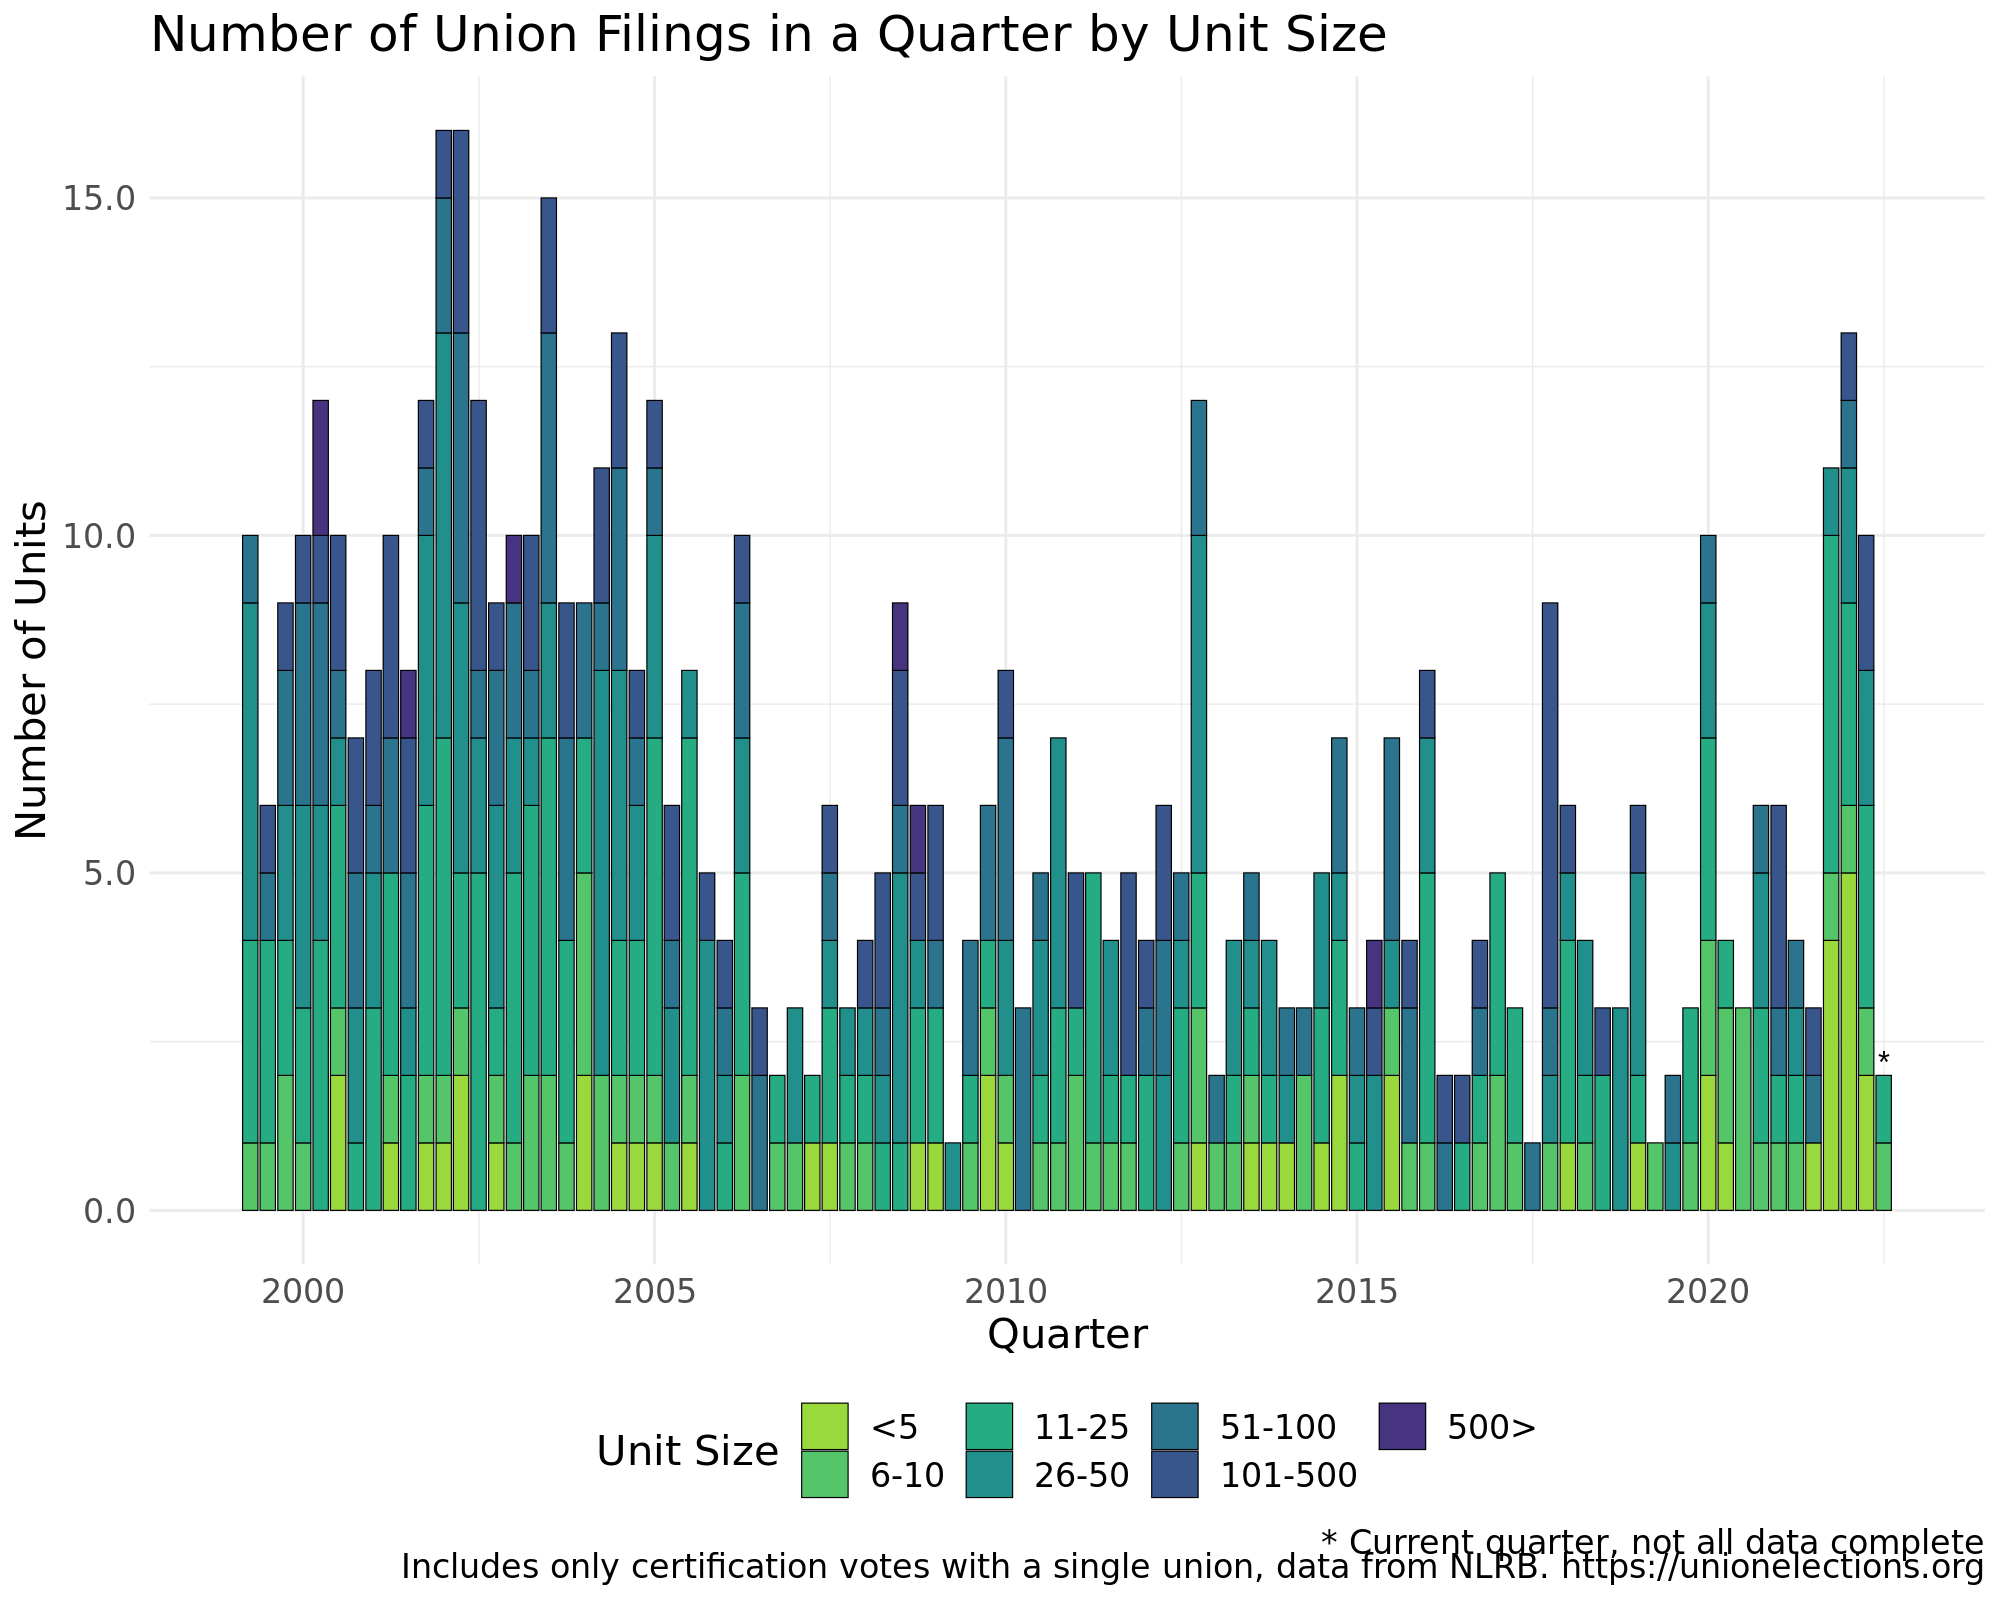 Number of Union Filings in a Quarter by Unit Size
Number of Units
15.0
10.0
5.0
0.0
*
2000 2005 2010 2015 2020
Quarter
Unit Size
<5 11-25 51-100 500>
6-10 26-50 101-500
* Current quarter, not all data complete
Includes only certification votes with a single union, data from NLRB. https://unionelections.org